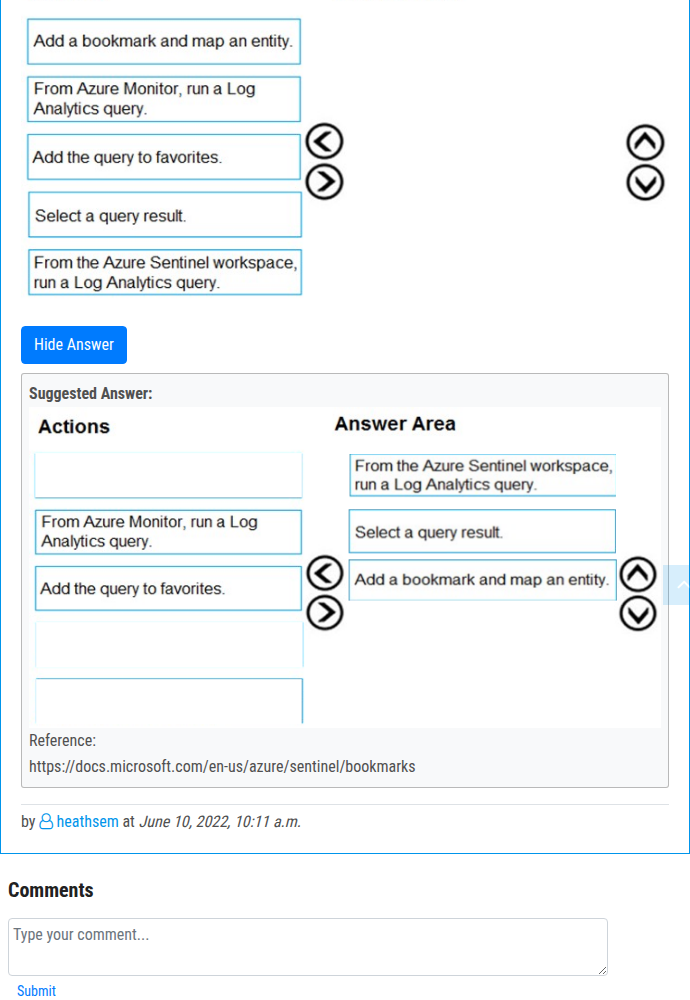 Add a bookmark and map an entity.
From Azure Monitor, run a Log
Analytics query.
Add the query to favorites.
Select a query result.
From the Azure Sentinel workspace,
run a Log Analytics query.
Hide Answer
Suggested Answer:
Actions
Answer Area
From the Azure Sentinel workspace,
run a Log Analytics query.
From Azure Monitor, run a Log
Analytics query.
Select a query result.
Add the query to favorites.
Add a bookmark and map an entity.
Reference:
https://docs.microsoft.com/en-us/azure/sentinel/bookmarks
by heathsem at June 10, 2022, 10:11 a.m.
Comments
Type your comment...
Submit